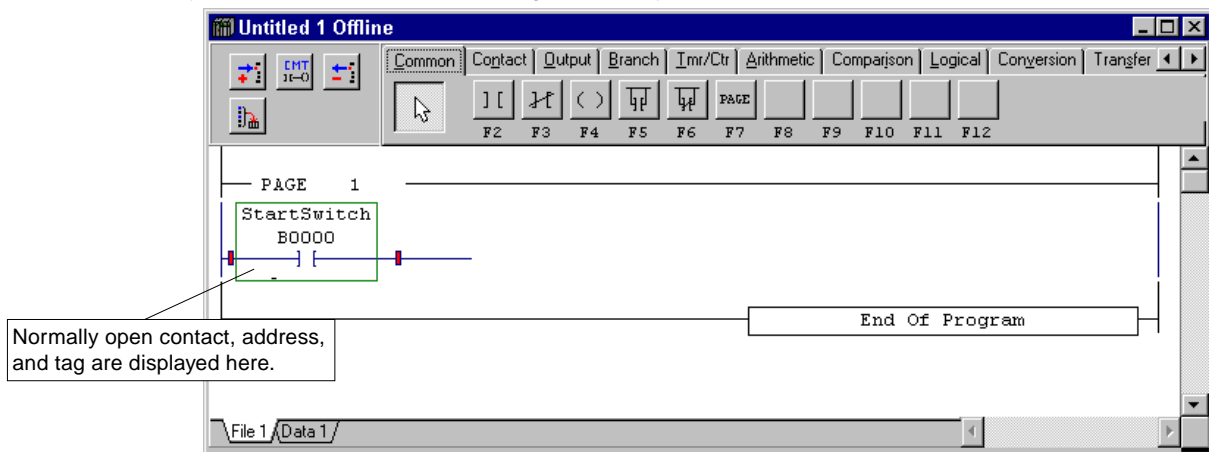 Untitled 1 Offline
CMT
Common Contact Output Branch Tmr/Ctr Arithmetic Comparison Logical Conversion Transfer
PAGE
F2 F3 F4 F5 F6 F7 F8 F9 F10 F11 F12
PAGE 1
StartSwitch
B0000
End Of Program
Normally open contact, address,
and tag are displayed here.
File 1 Data 1